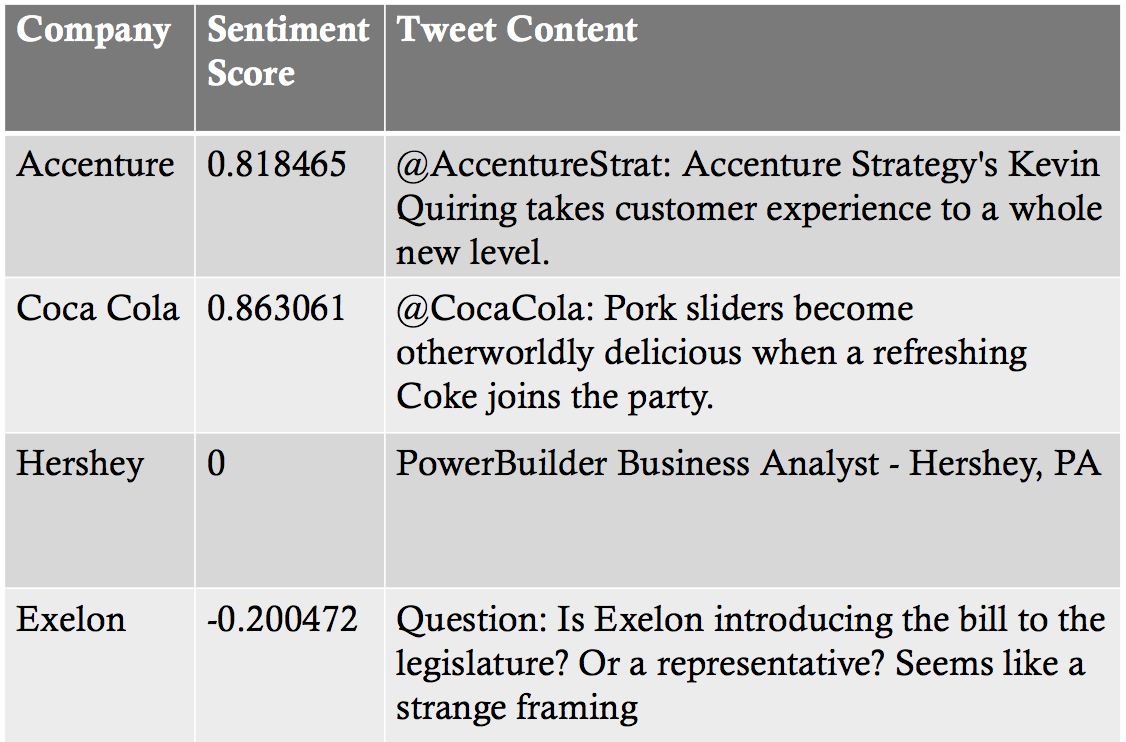 Company Sentiment Score Tweet Content
Accenture 0.818465 @AccentureStrat: Accenture Strategy's Kevin
Quiring takes customer experience to a whole
new level.
Coca Cola 0.863061 @CocaCola: Pork sliders become
otherworldly delicious when a refreshing
Coke joins the party.
Hershey 0 PowerBuilder Business Analyst - Hershey, PA
Exelon -0.200472 Question: Is Exelon introducing the bill to the
legislature? Or a representative? Seems like a
strange framing